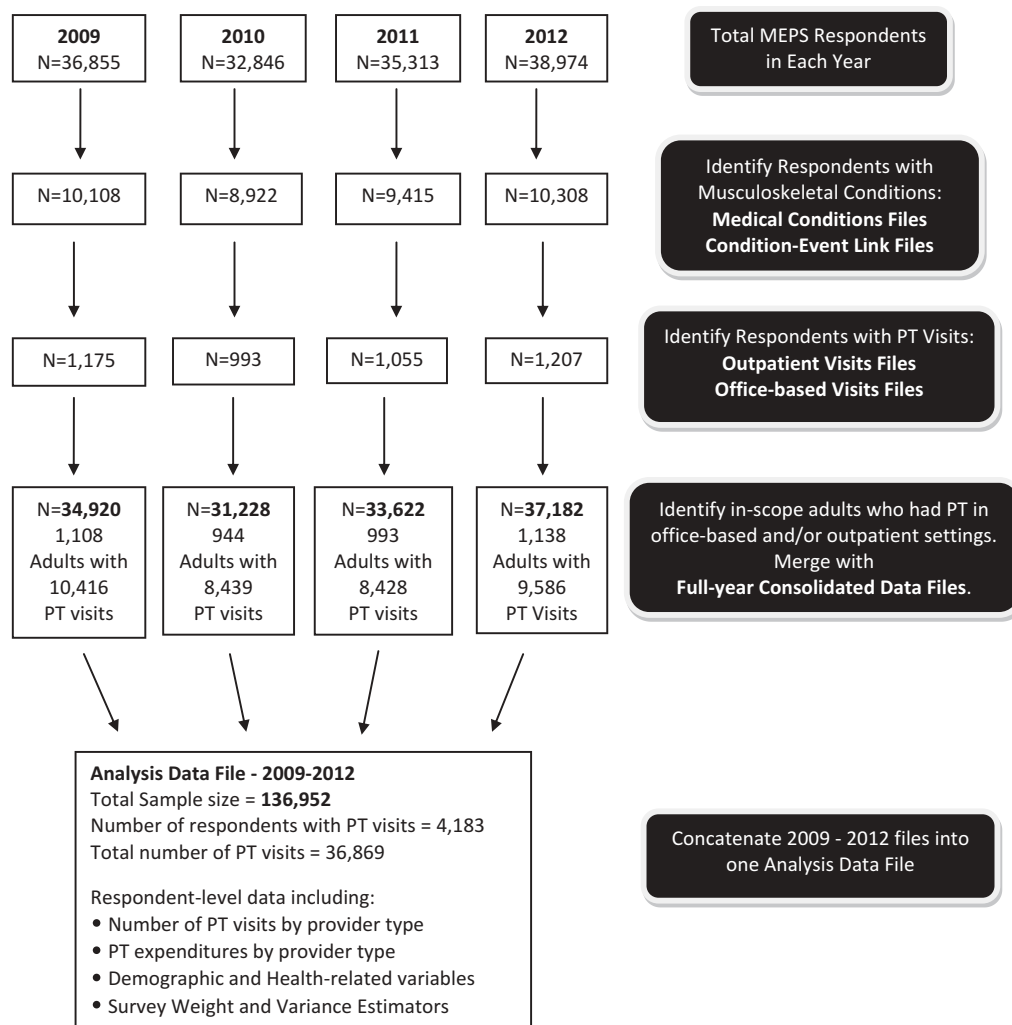 2009
N=36,855
2010
N=32,846
2011
N=35,313
2012
N=38,974
Total MEPS Respondents
in Each Year
N=10,108
N=8,922
N=9,415
N=10,308
Identify Respondents with
Musculoskeletal Conditions:
Medical Conditions Files
Condition-Event Link Files
N=1,175
N=993
N=1,055
N=1,207
Identify Respondents with PT Visits:
Outpatient Visits Files
Office-based Visits Files
N=34,920
1,108
Adults with
10,416
PT visits
N=31,228
944
Adults with
8,439
PT visits
N=33,622
993
Adults with
8,428
PT visits
N=37,182
1,138
Adults with
9,586
PT Visits
Identify in-scope adults who had PT in
office-based and/or outpatient settings.
Merge with
Full-year Consolidated Data Files.
Analysis Data File - 2009-2012
Total Sample size = 136,952
Number of respondents with PT visits = 4,183
Total number of PT visits = 36,869
Respondent-level data including:
• Number of PT visits by provider type
• PT expenditures by provider type
• Demographic and Health-related variables
• Survey Weight and Variance Estimators
Concatenate 2009 - 2012 files into
one Analysis Data File